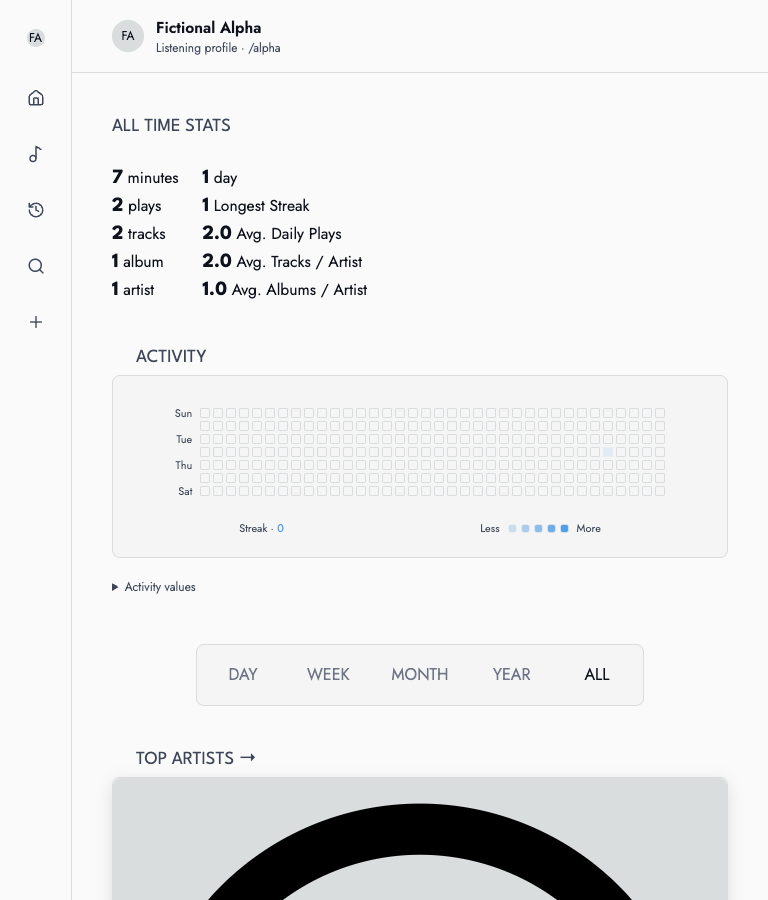 FA
FA
Fictional Alpha
Listening profile · /alpha
ALL TIME STATS
7 minutes
2 plays
2 tracks
1 album
1 artist
1 day
1 Longest Streak
2.0 Avg. Daily Plays
2.0 Avg. Tracks / Artist
1.0 Avg. Albums / Artist
ACTIVITY
Sun
Tue
Thu
Sat
Streak · 0
Less
More
Activity values
DAY
WEEK
MONTH
YEAR
ALL
TOP ARTISTS →